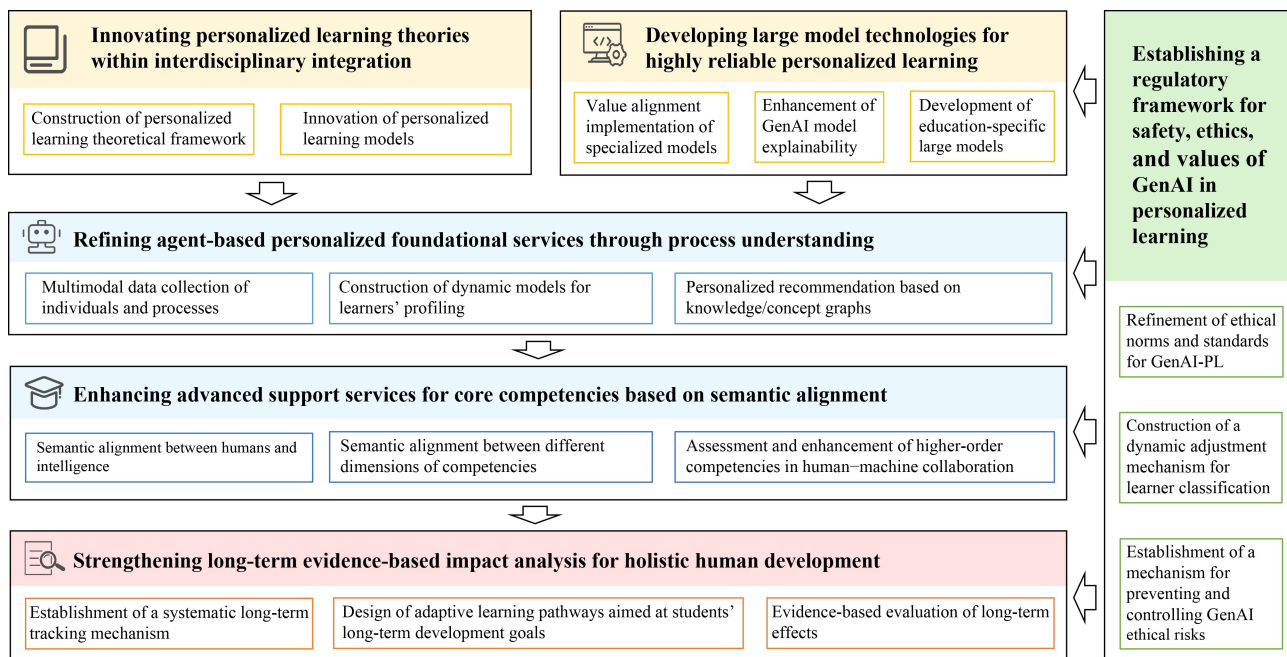 Innovating personalized learning theories
within interdisciplinary integration
Construction of personalized
learning theoretical framework
Innovation of personalized
learning models
</>
Developing large model technologies for
highly reliable personalized learning
Value alignment
implementation of
specialized models
Enhancement of
GenAI model
explainability
Development of
education-specific
large models
Refining agent-based personalized foundational services through process understanding
Multimodal data collection of
individuals and processes
Construction of dynamic models for
learners’ profiling
Personalized recommendation based on
knowledge/concept graphs
Enhancing advanced support services for core competencies based on semantic alignment
Semantic alignment between humans and
intelligence
Semantic alignment between different
dimensions of competencies
Assessment and enhancement of higher-order
competencies in human−machine collaboration
Strengthening long-term evidence-based impact analysis for holistic human development
Establishment of a systematic long-term
tracking mechanism
Design of adaptive learning pathways aimed at students’
long-term development goals
Evidence-based evaluation of long-term
effects
Establishing a
regulatory
framework for
safety, ethics,
and values of
GenAI in
personalized
learning
Refinement of ethical
norms and standards
for GenAI-PL
Construction of a
dynamic adjustment
mechanism for
learner classification
Establishment of a
mechanism for
preventing and
controlling GenAI
ethical risks